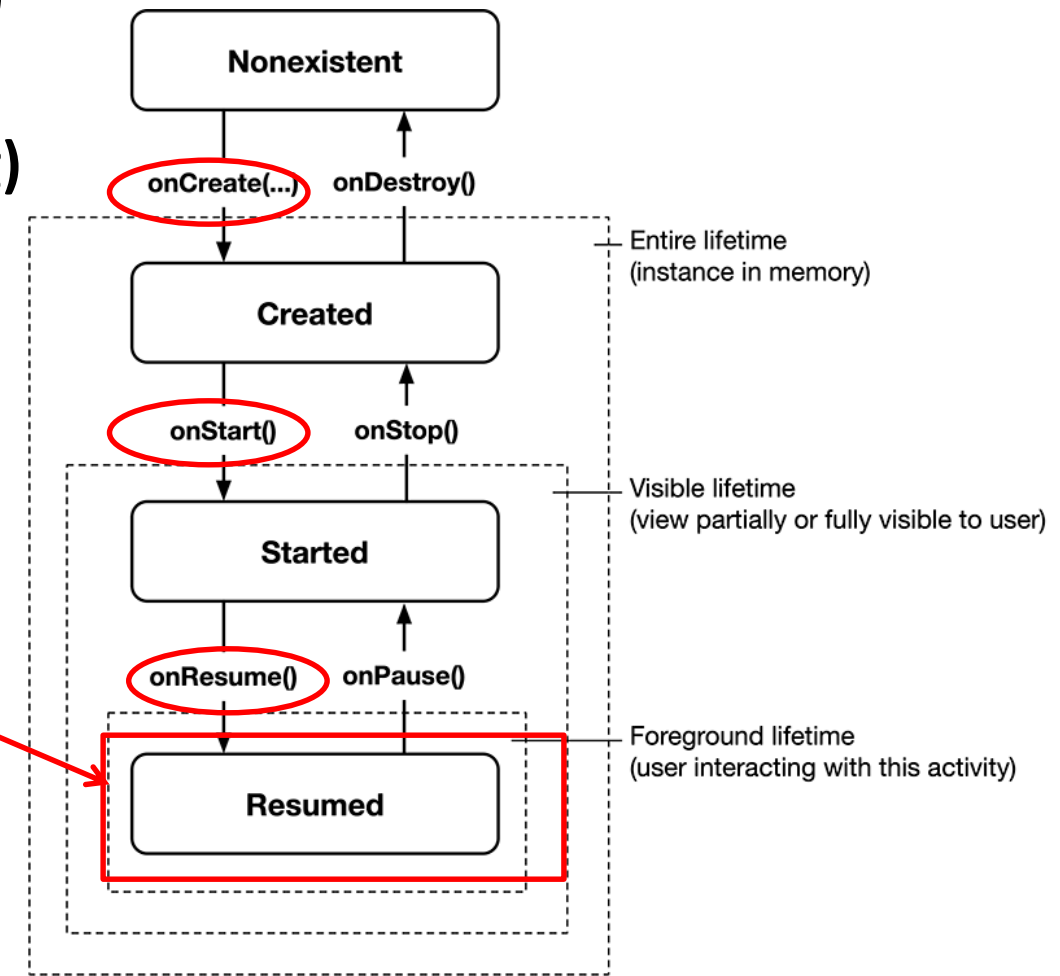 )
Nonexistent
t)
onCreate(...) onDestroy()
Entire lifetime
(instance in memory)
Created
onStart() onStop()
Visible lifetime
(view partially or fully visible to user)
Started
onResume() onPause()
Foreground lifetime
(user interacting with this activity)
Resumed